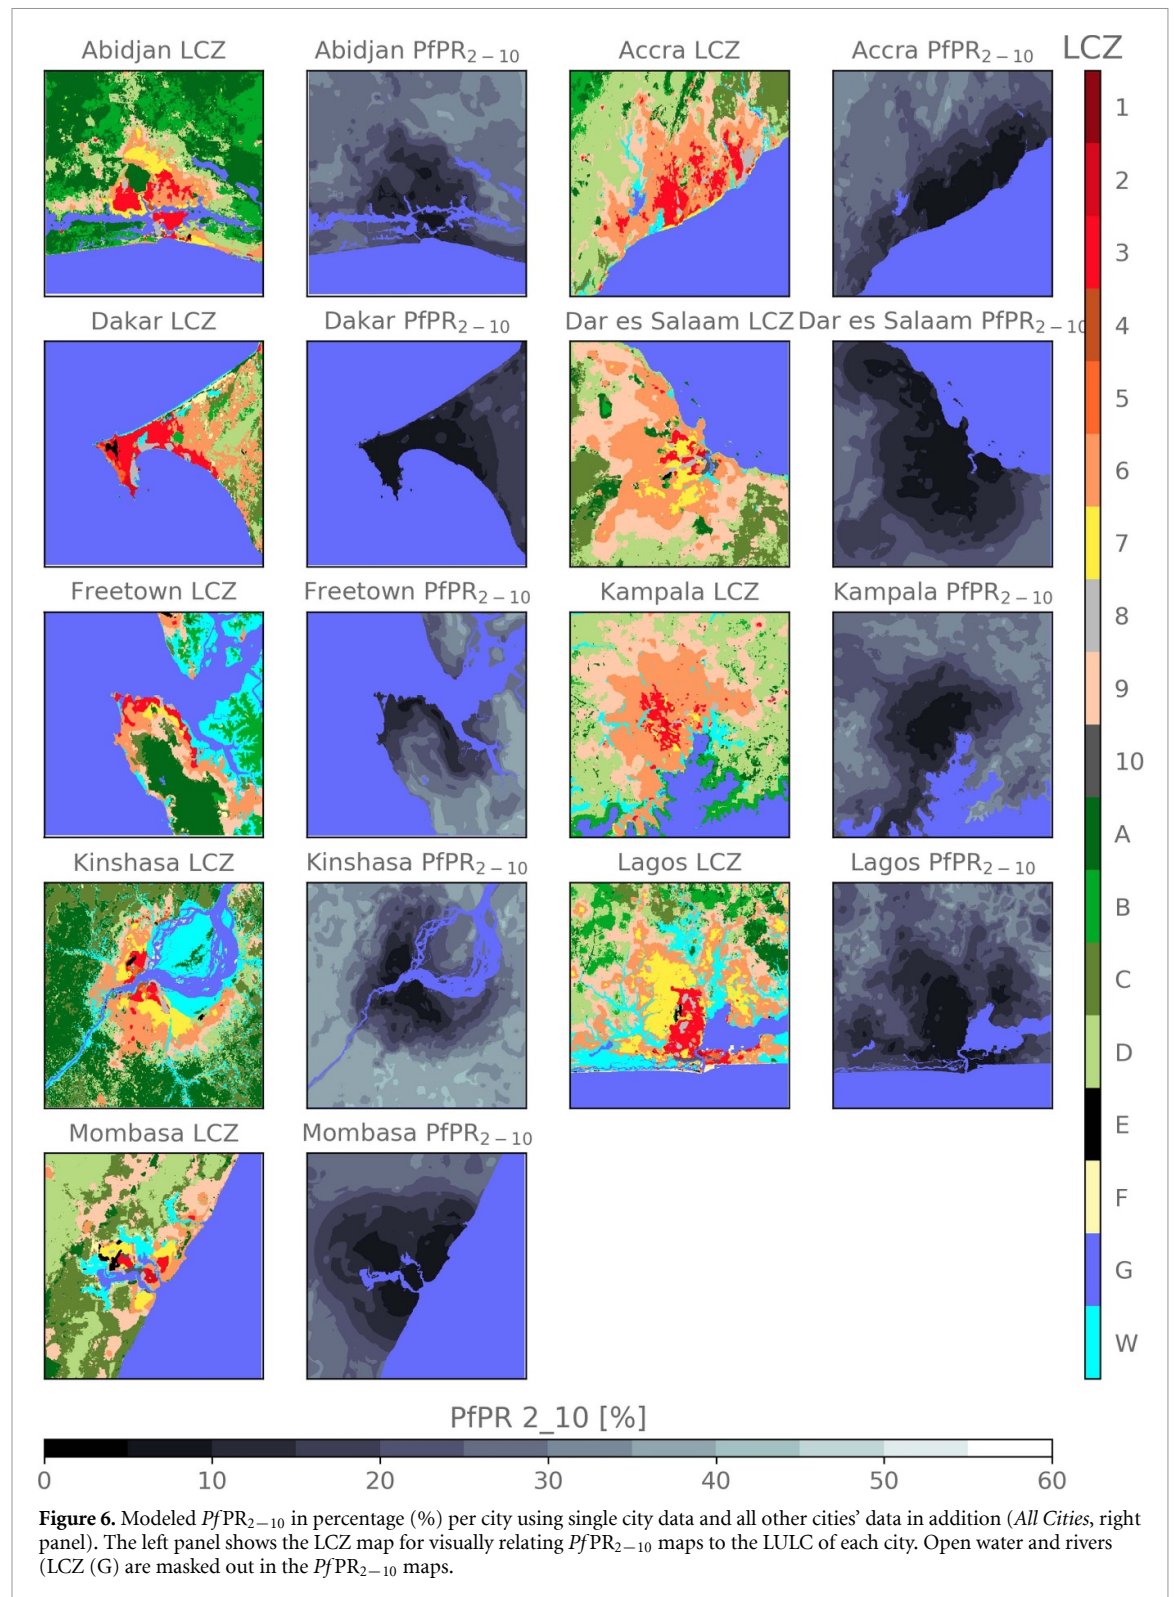 Abidjan LCZ
Abidjan PfPR2−10
Accra LCZ
Accra PfPR2−10
LCZ
Dakar LCZ
Dakar PfPR2−10
Dar es Salaam LCZ
Dar es Salaam PfPR2−10
Freetown LCZ
Freetown PfPR2−10
Kampala LCZ
Kampala PfPR2−10
Kinshasa LCZ
Kinshasa PfPR2−10
Lagos LCZ
Lagos PfPR2−10
Mombasa LCZ
Mombasa PfPR2−10
1
2
3
4
5
6
7
8
9
10
A
B
C
D
E
F
G
W
PfPR 2_10 [%]
0 10 20 30 40 50 60
Figure 6. Modeled PfPR2−10 in percentage (%) per city using single city data and all other cities' data in addition (All Cities, right
panel). The left panel shows the LCZ map for visually relating PfPR2−10 maps to the LULC of each city. Open water and rivers
(LCZ (G) are masked out in the PfPR2−10 maps.